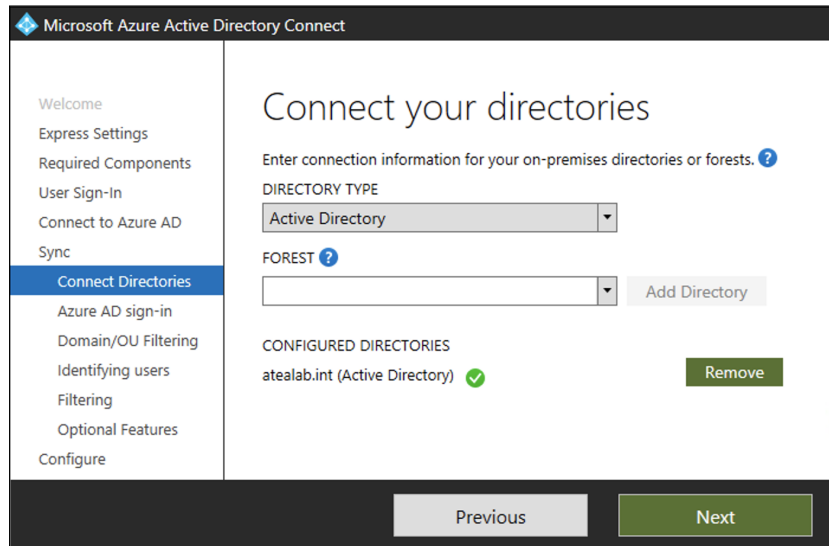 Microsoft Azure Active Directory Connect
Welcome
Express Settings
Required Components
User Sign-In
Connect to Azure AD
Sync
Connect Directories
Azure AD sign-in
Domain/OU Filtering
Identifying users
Filtering
Optional Features
Configure
Connect your directories
Enter connection information for your on-premises directories or forests. ?
DIRECTORY TYPE
Active Directory
FOREST ?
Add Directory
CONFIGURED DIRECTORIES
atealab.int (Active Directory)
Remove
Previous
Next